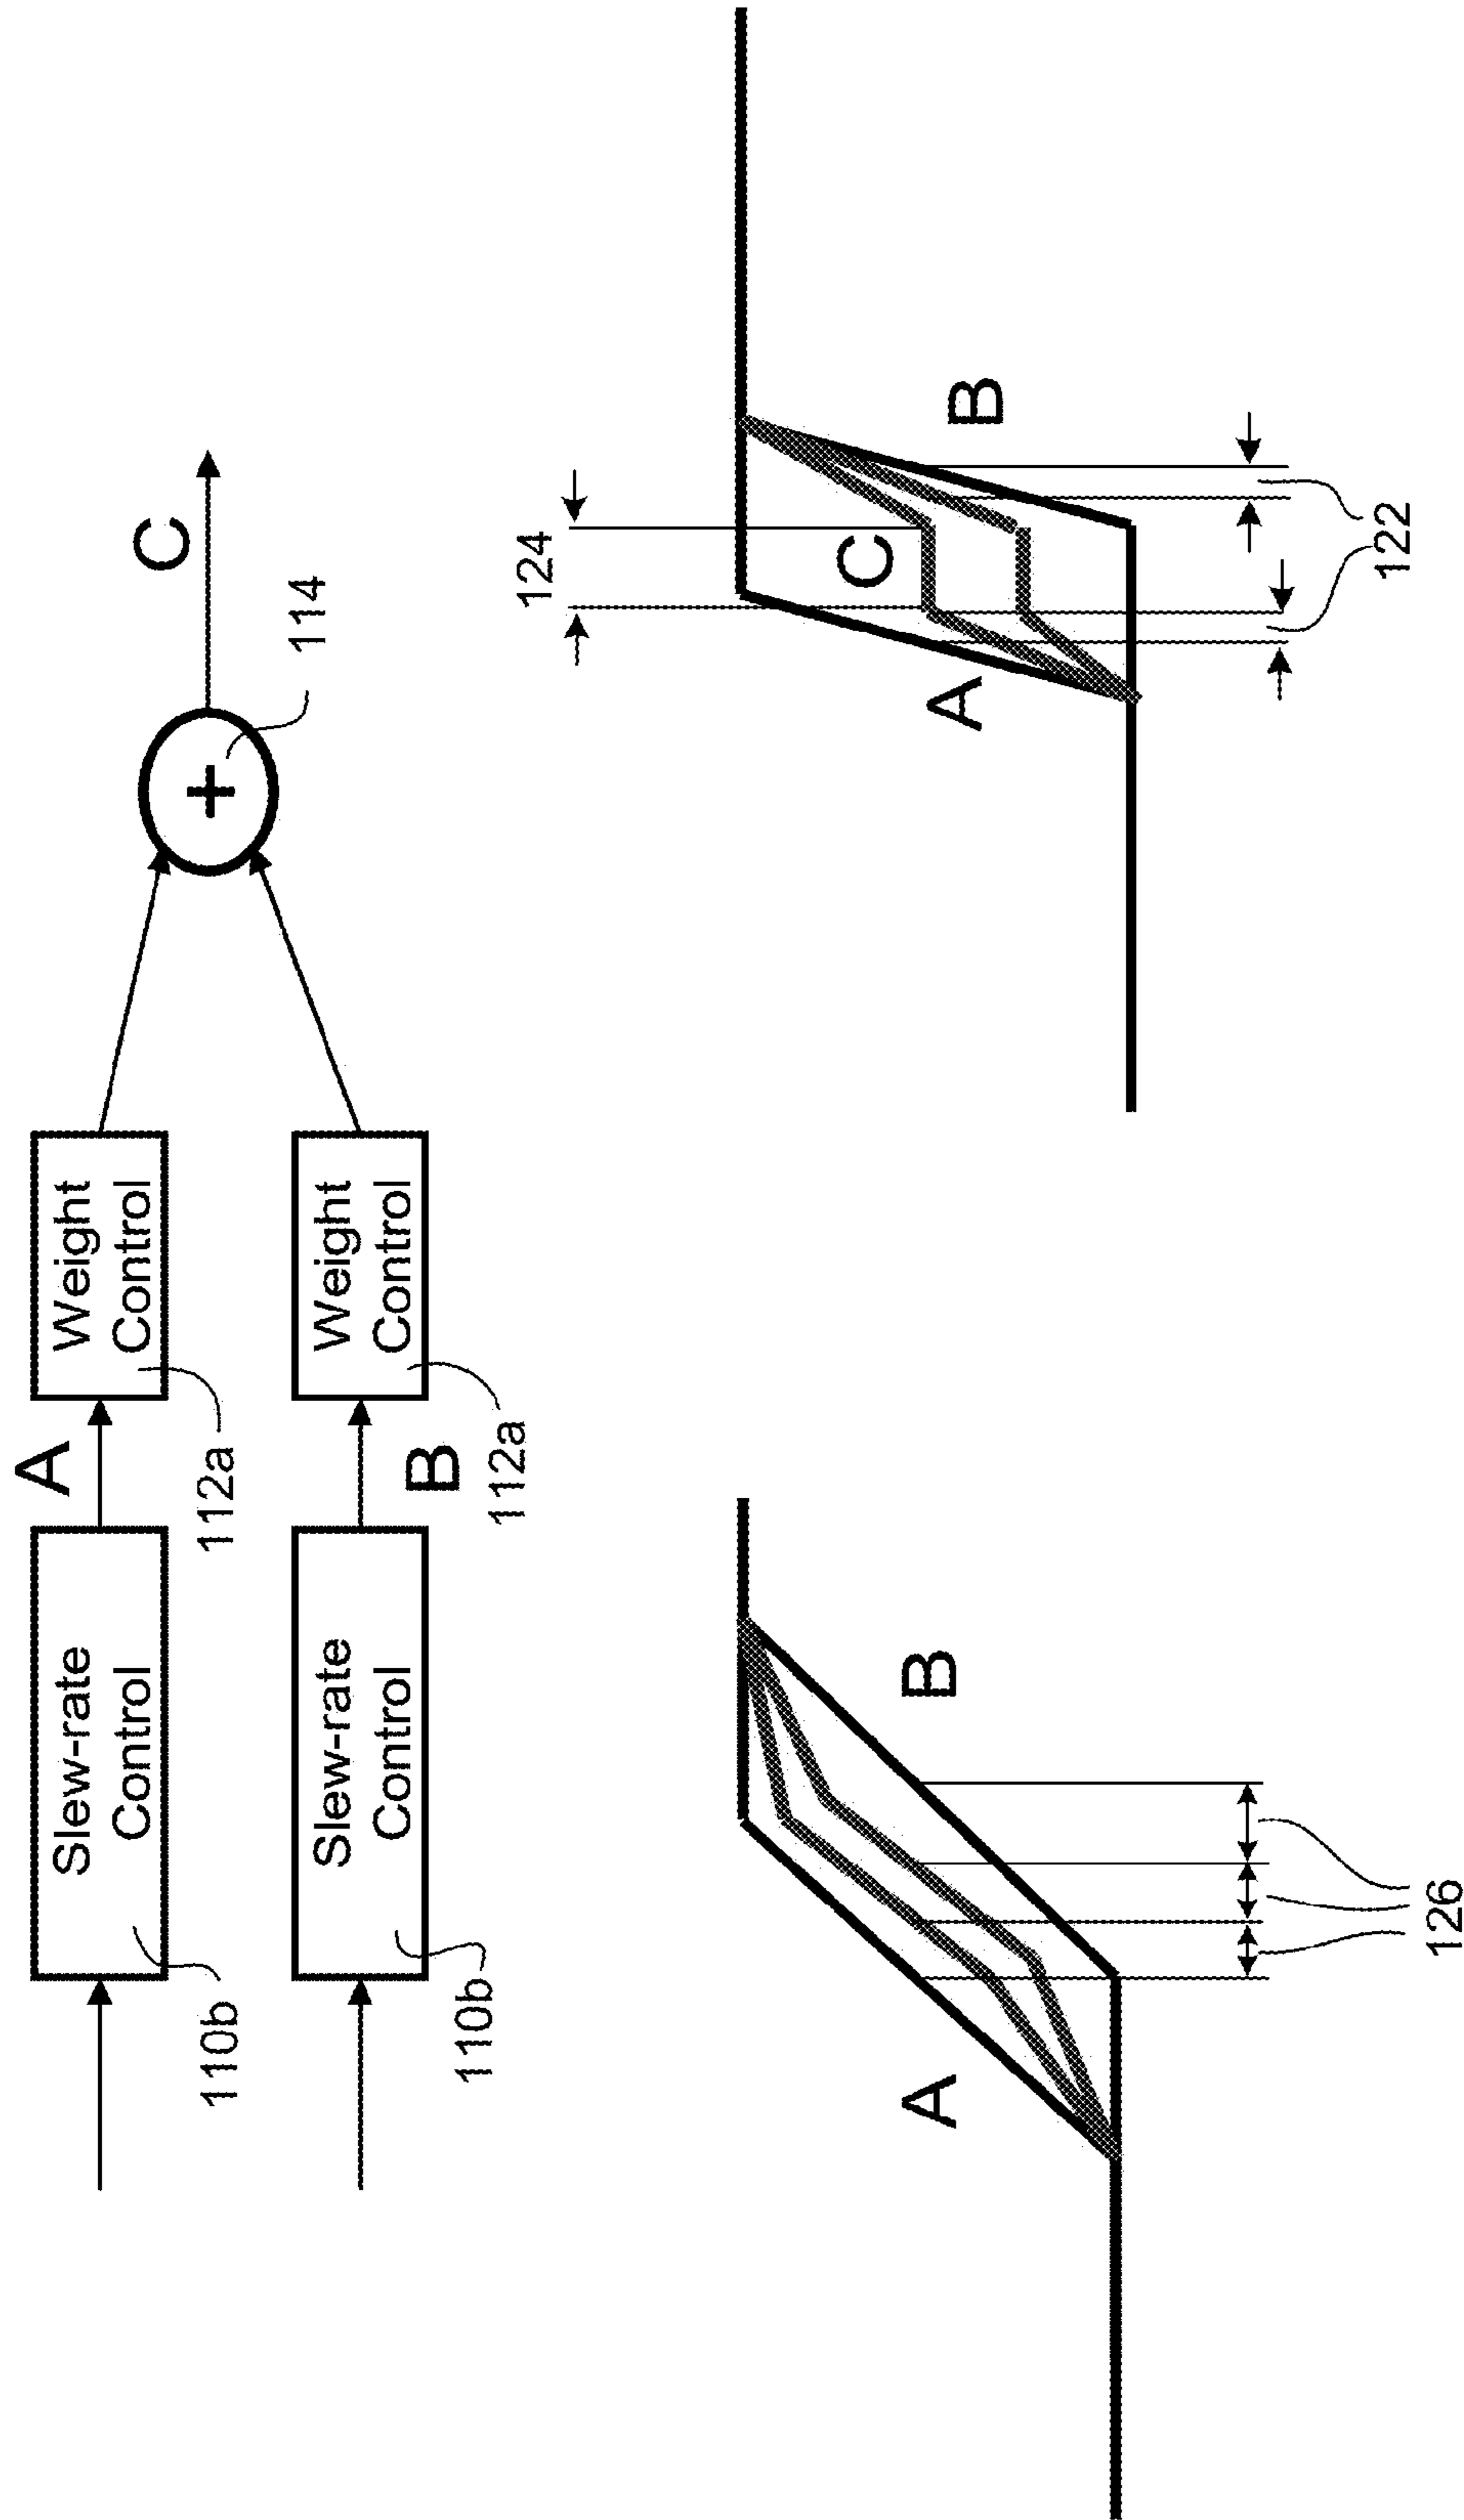 Slew-rate
Control
A
Weight
Control
C
110b
112a
114
Slew-rate
Control
B
Weight
Control
110b
112a
+
A
B
126
124
A
C
B
122